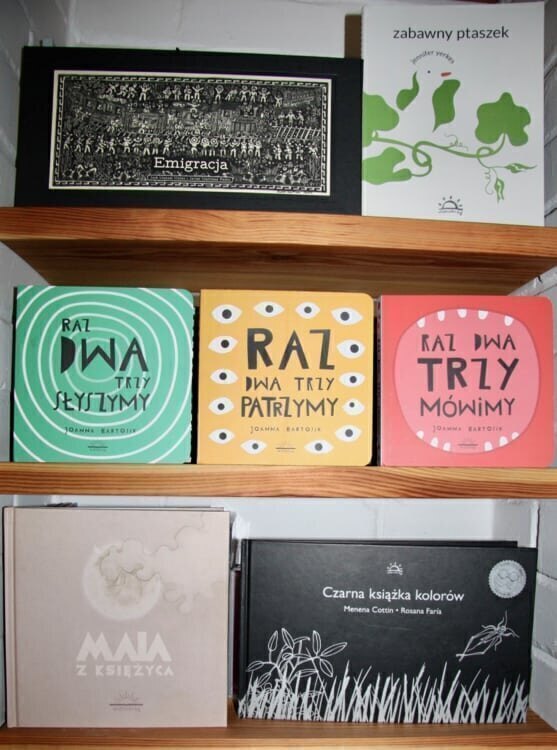 Emigracja
zabawny ptaszek
jennifer yerkes
RAZ
DWA
TRZY
SŁYSZYMY
JOANNA BARTOSIK
RAZ
DWA TRZY
PATRZYMY
JOANNA BARTOSIK
RAZ DWA
TRZY
MÓWIMY
JOANNA BARTOSIK
MAIA
Z KSIĘŻYCA
Czarna książka kolorów
Menena Cottin • Rosana Faría